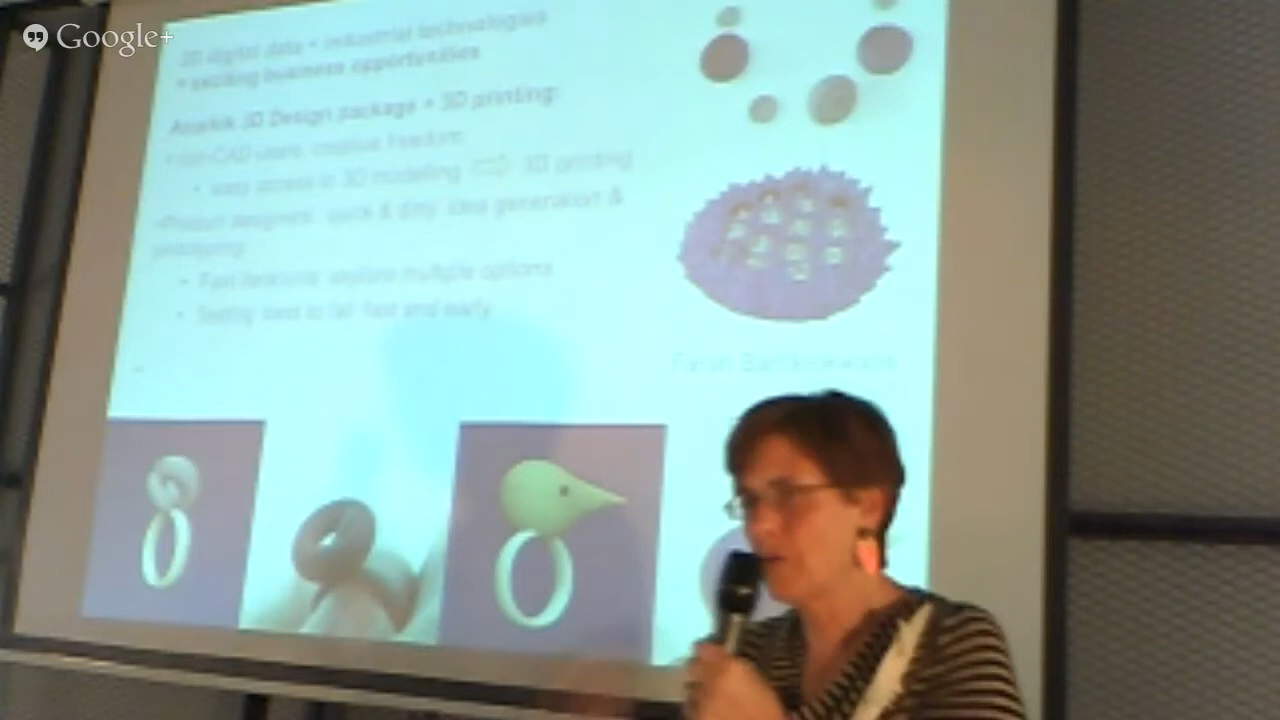 Google+
3D digital data + industrial technologies
= exciting business opportunities
Anarkik 3D Design package + 3D printing:
non-CAD users: creative freedom
• easy access to 3D modelling 3D printing
Product designers: quick & dirty idea generation &
prototyping:
• Fast iterations: explore multiple options
• Testing best to fail fast and early
Farah